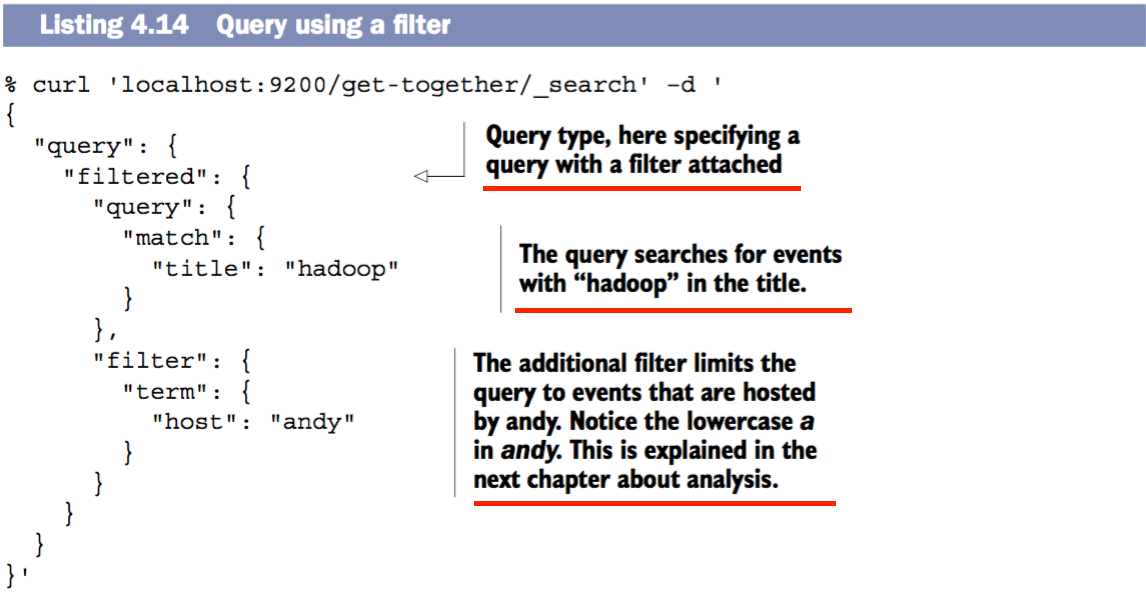 Listing 4.14 Query using a filter
% curl 'localhost:9200/get-together/_search' –d '
{
"query": {
"filtered": {
Query type, here specifying a
query with a filter attached
"query": {
"match": {
"title": "hadoop"
}
},
The query searches for events
with “hadoop” in the title.
"filter": {
"term": {
"host": "andy"
}
}
}
}
}'
The additional filter limits the
query to events that are hosted
by andy. Notice the lowercase a
in andy. This is explained in the
next chapter about analysis.